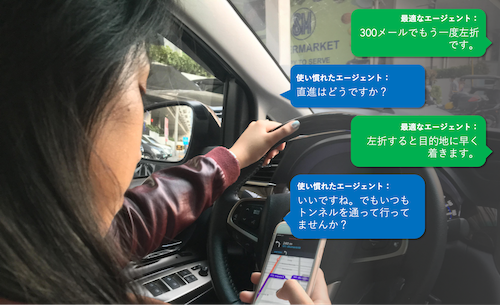 最適なエージェント：
300メールでもう一度左折
です。
使い慣れたエージェント：
直進はどうですか？
最適なエージェント：
左折すると目的地に早く
着きます。
使い慣れたエージェント：
いいですね。でもいつも
トンネルを通って行って
ませんか？
SM
MARKET
TO SERVE